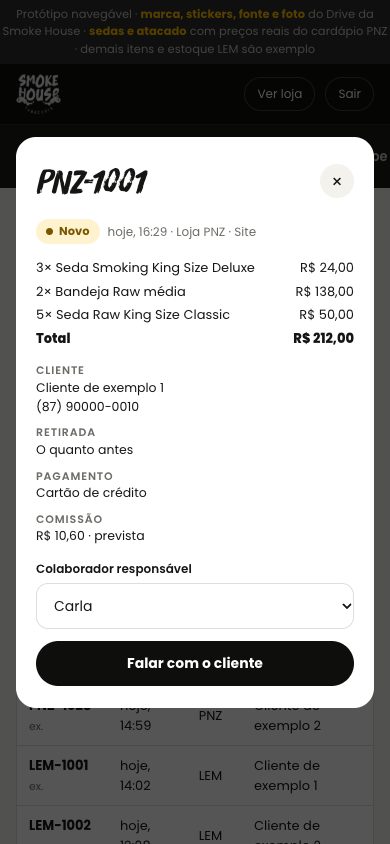 Protótipo navegável · marca, stickers, fonte e foto do Drive da
Smoke House · sedas e atacado com preços reais do cardápio PNZ
· demais itens e estoque LEM são exemplo
SMOKE
HOUSE
Ver loja
Sair
PNZ-1001
×
Novo
hoje, 16:29 · Loja PNZ · Site
3× Seda Smoking King Size Deluxe R$ 24,00
2× Bandeja Raw média R$ 138,00
5× Seda Raw King Size Classic R$ 50,00
Total R$ 212,00
CLIENTE
Cliente de exemplo 1
(87) 90000-0010
RETIRADA
O quanto antes
PAGAMENTO
Cartão de crédito
COMISSÃO
R$ 10,60 · prevista
Colaborador responsável
Carla
Falar com o cliente
ex.
14:59
PNZ
exemplo 2
LEM-1001
ex.
hoje,
14:02
LEM
Cliente de
exemplo 1
LEM-1002
hoje,
LEM
Cliente de
exemplo 2